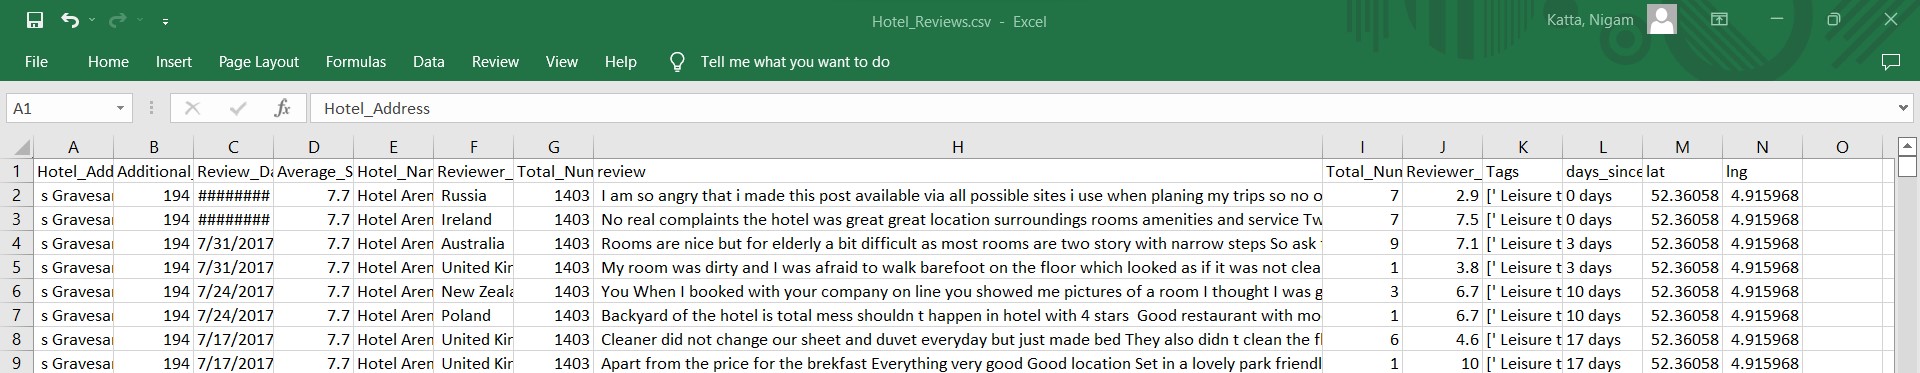 Hotel_Reviews.csv - Excel
Katta, Nigam
File Home Insert Page Layout Formulas Data Review View Help Tell me what you want to do
A1 fx Hotel_Address
A B C D E F G H I J K L M N O
1 Hotel_Add Additional_ Review_Da Average_S Hotel_Nam Reviewer_ Total_Num review Total_Num Reviewer_ Tags days_since lat lng
2 s Gravesan 194 ######## 7.7 Hotel Aren Russia 1403 I am so angry that i made this post available via all possible sites i use when planing my trips so no o 7 2.9 [' Leisure t 0 days 52.36058 4.915968
3 s Gravesan 194 ######## 7.7 Hotel Aren Ireland 1403 No real complaints the hotel was great great location surroundings rooms amenities and service Tw 7 7.5 [' Leisure t 0 days 52.36058 4.915968
4 s Gravesan 194 7/31/2017 7.7 Hotel Aren Australia 1403 Rooms are nice but for elderly a bit difficult as most rooms are two story with narrow steps So ask 9 7.1 [' Leisure t 3 days 52.36058 4.915968
5 s Gravesan 194 7/31/2017 7.7 Hotel Aren United Kin 1403 My room was dirty and I was afraid to walk barefoot on the floor which looked as if it was not clea 1 3.8 [' Leisure t 3 days 52.36058 4.915968
6 s Gravesan 194 7/24/2017 7.7 Hotel Aren New Zeala 1403 You When I booked with your company on line you showed me pictures of a room I thought I was g 3 6.7 [' Leisure t 10 days 52.36058 4.915968
7 s Gravesan 194 7/24/2017 7.7 Hotel Aren Poland 1403 Backyard of the hotel is total mess shouldn t happen in hotel with 4 stars Good restaurant with mo 1 6.7 [' Leisure t 10 days 52.36058 4.915968
8 s Gravesan 194 7/17/2017 7.7 Hotel Aren United Kin 1403 Cleaner did not change our sheet and duvet everyday but just made bed They also didn t clean the fl 6 4.6 [' Leisure t 17 days 52.36058 4.915968
9 s Gravesan 194 7/17/2017 7.7 Hotel Aren United Kin 1403 Apart from the price for the brekfast Everything very good Good location Set in a lovely park friendl 1 10 [' Leisure t 17 days 52.36058 4.915968